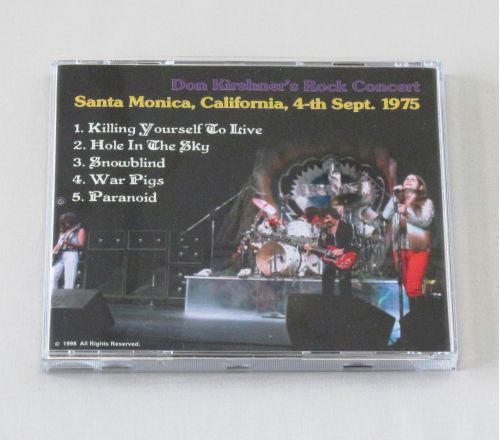 Don Kirshner's Rock Concert
Santa Monica, California, 4-th Sept. 1975
1. Killing Yourself To Live
2. Hole In The Sky
3. Snowblind
4. War Pigs
5. Paranoid
© 1998 All Rights Reserved.